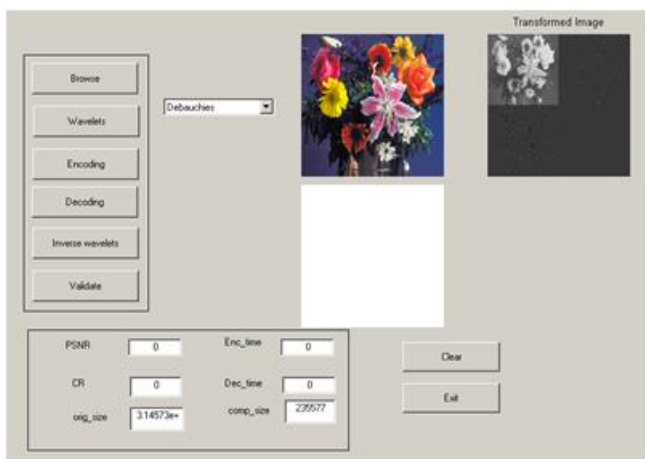 Transformed Image
Browse
Debauchies
Wavelets
Encoding
Decoding
Inverse wavelets
Validate
PSNR 0 Enc_time 0
Clear
CR 0 Dec_time 0
Exit
orig_size 3.14573e+ comp_size 235577